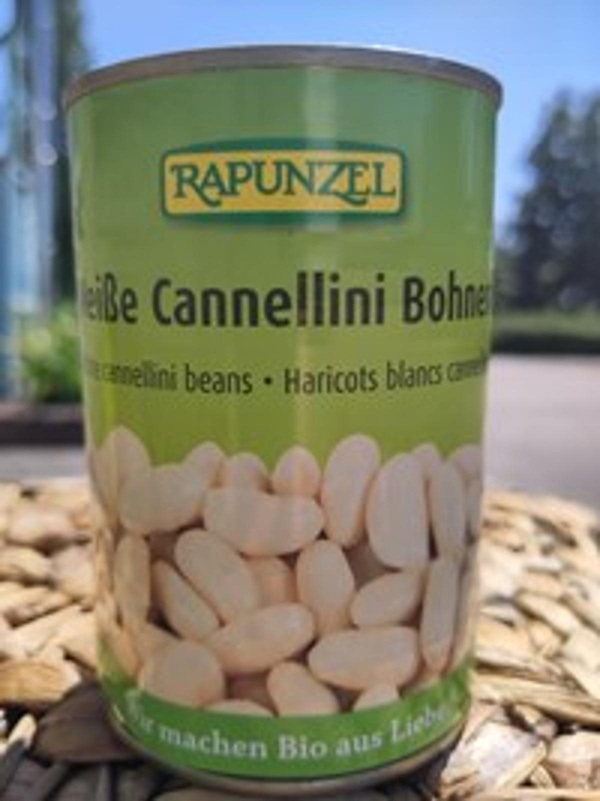 RAPUNZEL
eiße Cannellini Bohne
cannellini beans • Haricots blancs canne
ir machen Bio aus Liebe